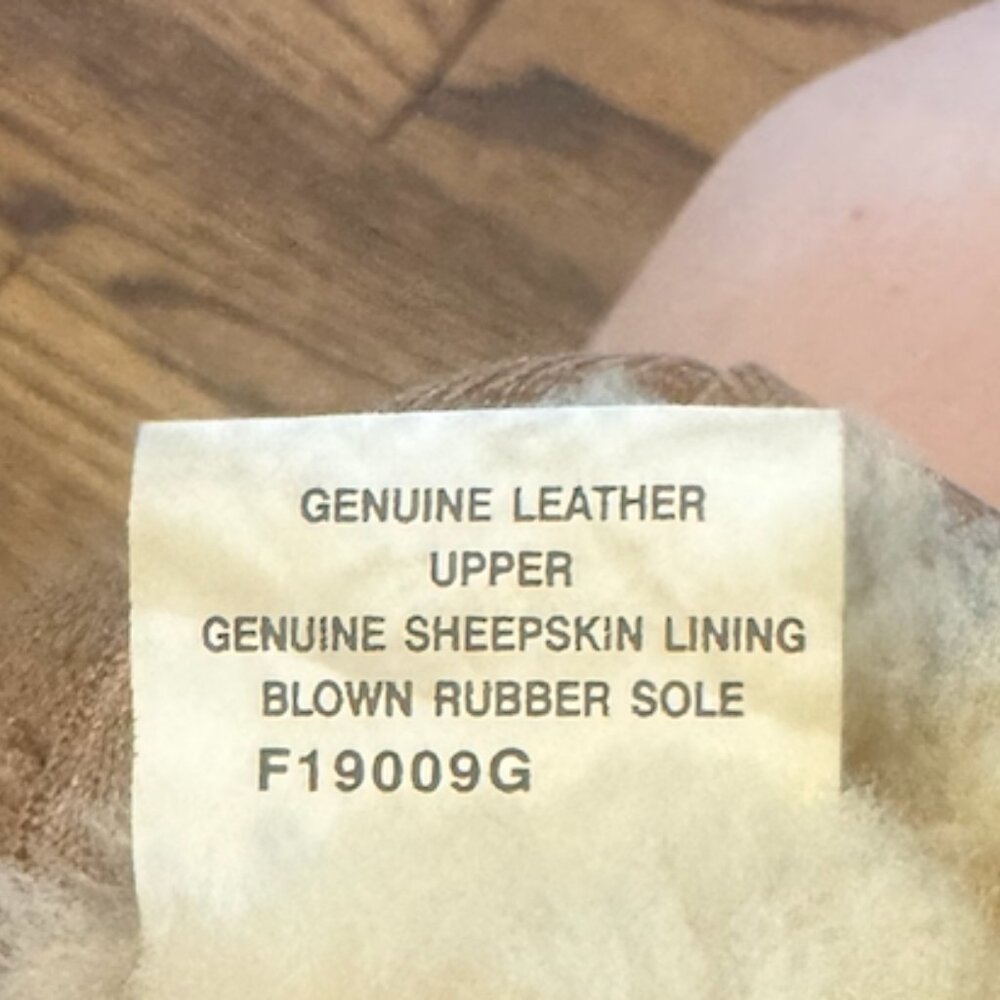 GENUINE LEATHER
UPPER
GENUINE SHEEPSKIN LINING
BLOWN RUBBER SOLE
F19009G